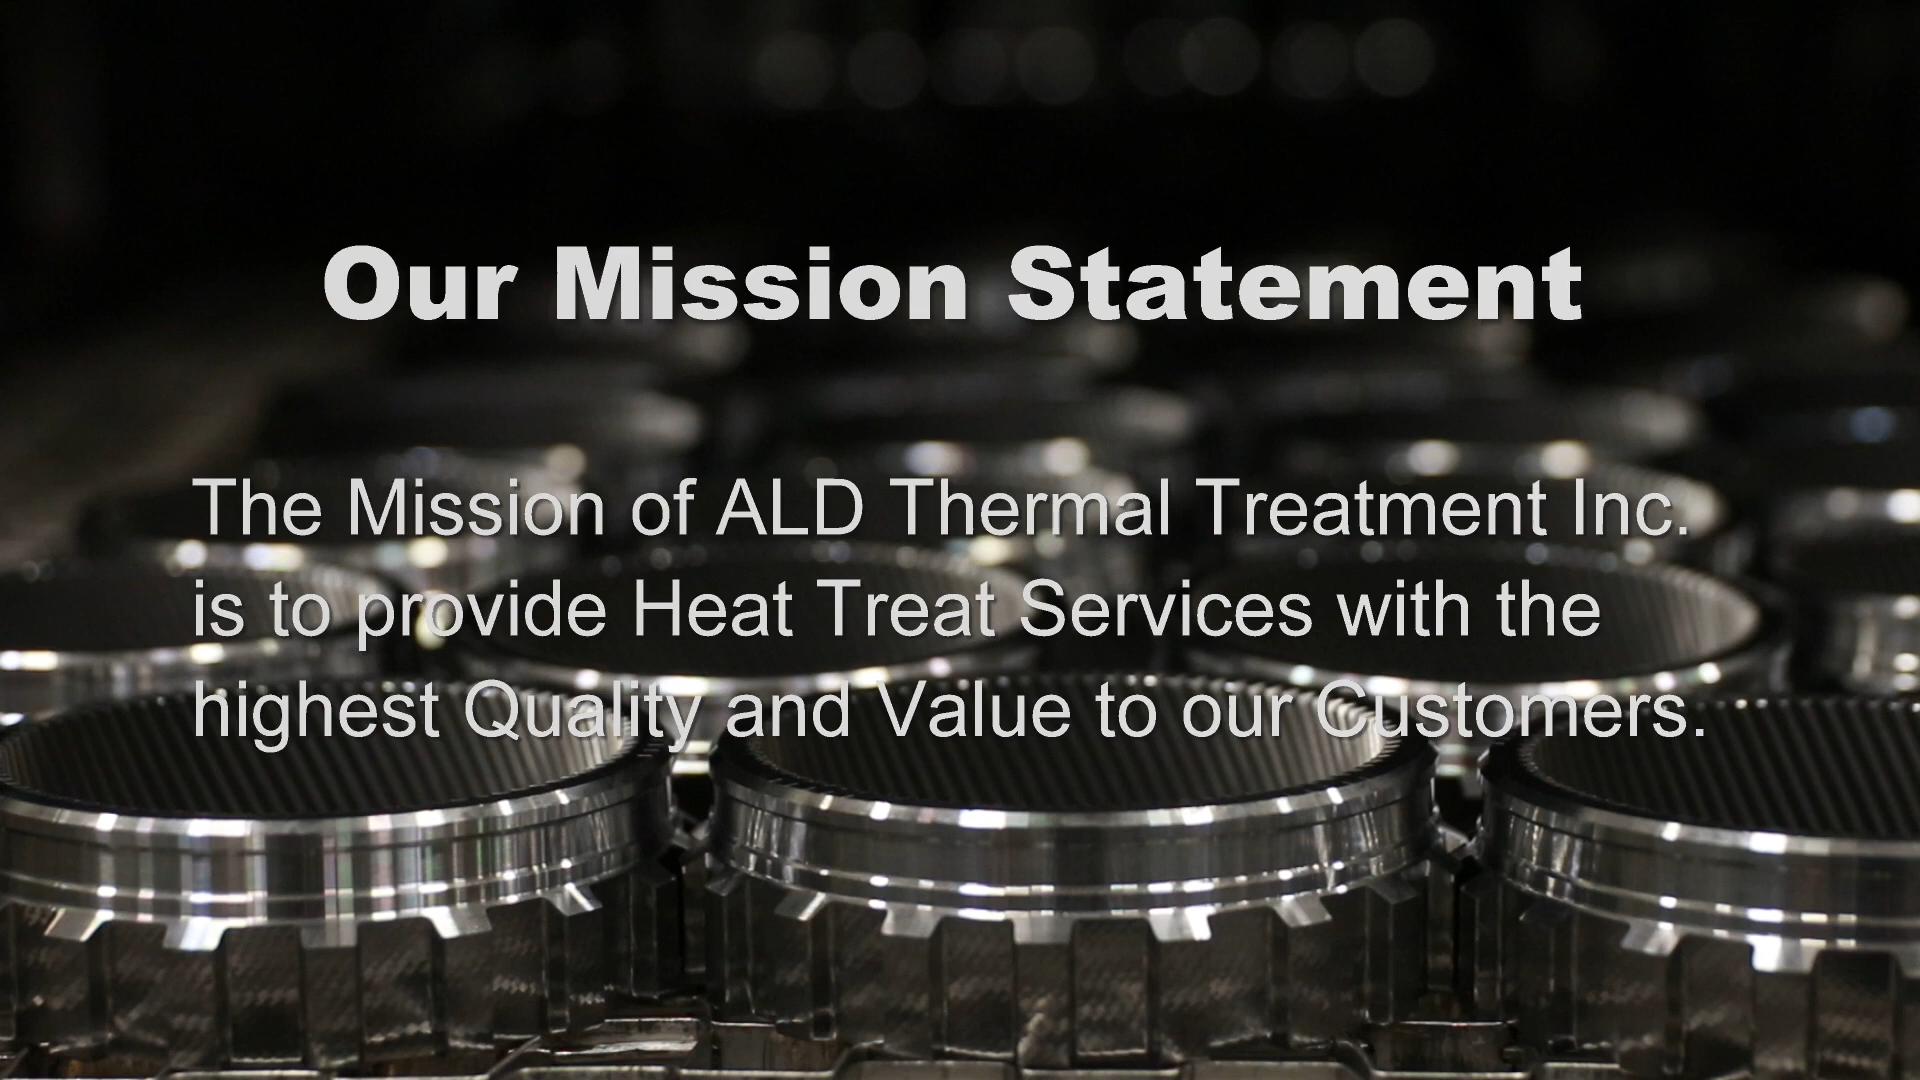 Our Mission Statement
The Mission of ALD Thermal Treatment Inc.
is to provide Heat Treat Services with the
highest Quality and Value to our Customers.